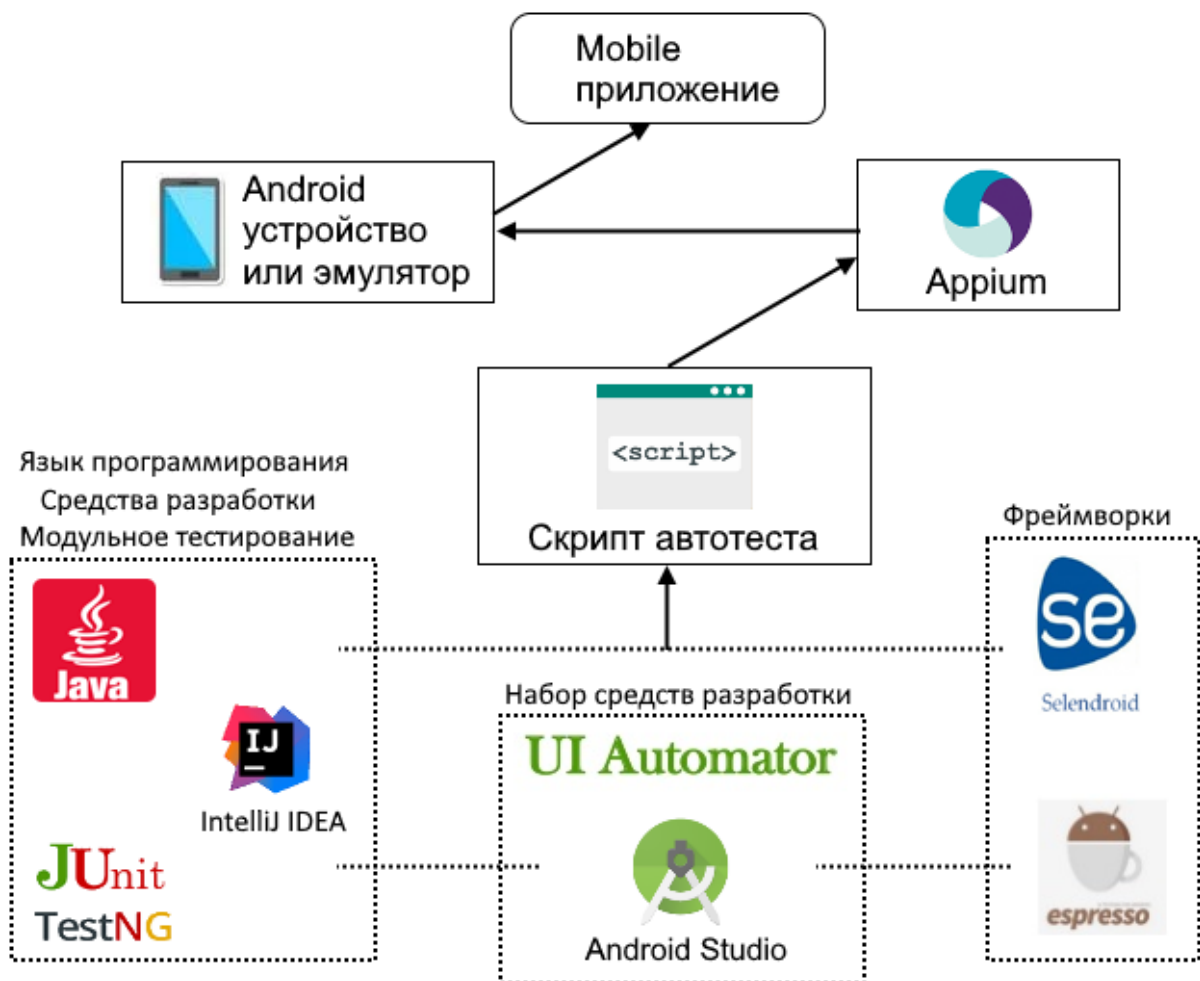 Mobile
приложение
Android
устройство
или эмулятор
Appium
<script>
Скрипт автотеста
Язык программирования
Средства разработки
Модульное тестирование
Java
IJ
IntelliJ IDEA
JUnit
TestNG
Набор средств разработки
UI Automator
Android Studio
Фреймворки
Se
Selendroid
espresso